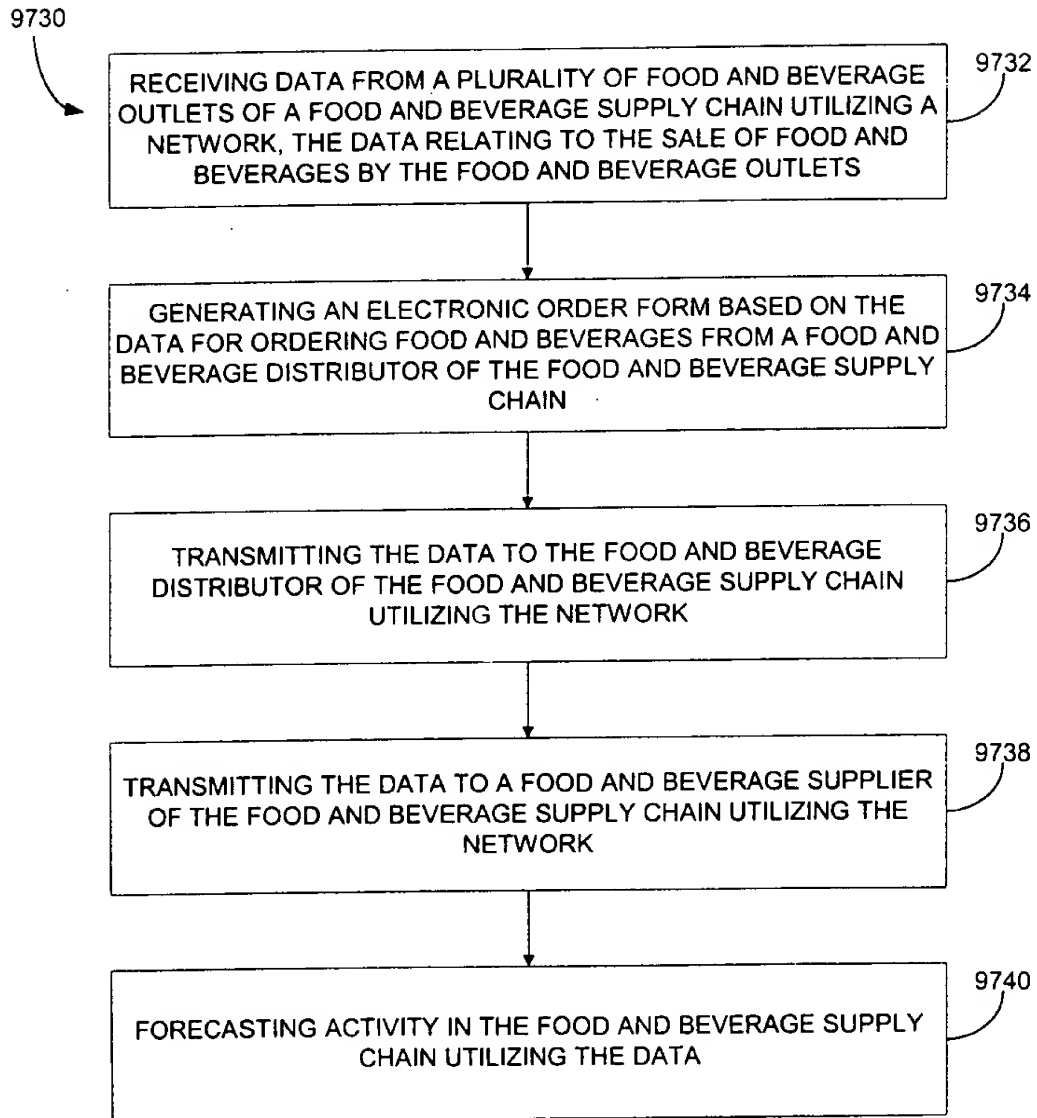 9730
RECEIVING DATA FROM A PLURALITY OF FOOD AND BEVERAGE
OUTLETS OF A FOOD AND BEVERAGE SUPPLY CHAIN UTILIZING A
NETWORK, THE DATA RELATING TO THE SALE OF FOOD AND
BEVERAGES BY THE FOOD AND BEVERAGE OUTLETS
9732
GENERATING AN ELECTRONIC ORDER FORM BASED ON THE
DATA FOR ORDERING FOOD AND BEVERAGES FROM A FOOD AND
BEVERAGE DISTRIBUTOR OF THE FOOD AND BEVERAGE SUPPLY
CHAIN
9734
TRANSMITTING THE DATA TO THE FOOD AND BEVERAGE
DISTRIBUTOR OF THE FOOD AND BEVERAGE SUPPLY CHAIN
UTILIZING THE NETWORK
9736
TRANSMITTING THE DATA TO A FOOD AND BEVERAGE SUPPLIER
OF THE FOOD AND BEVERAGE SUPPLY CHAIN UTILIZING THE
NETWORK
9738
FORECASTING ACTIVITY IN THE FOOD AND BEVERAGE SUPPLY
CHAIN UTILIZING THE DATA
9740